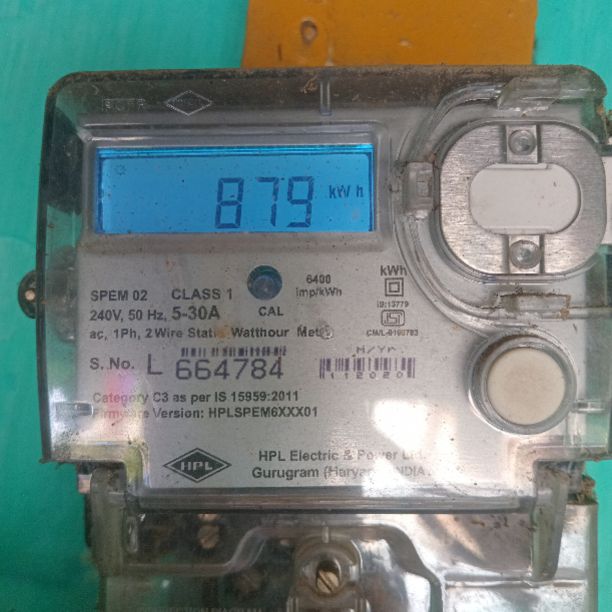 879 kWh
SPEM 02 CLASS 1
240V, 50 Hz, 5-30A
CAL
6400
imp/kWh
kWh
ac, 1Ph, 2 Wire Static Watthour Meter
S. No. L 664784
M/Yr.
112020
Category C3 as per IS 15959:2011
Firmware Version: HPLSPEM6XXX01
HPL
HPL Electric & Power Ltd.
Gurugram (Haryana) INDIA